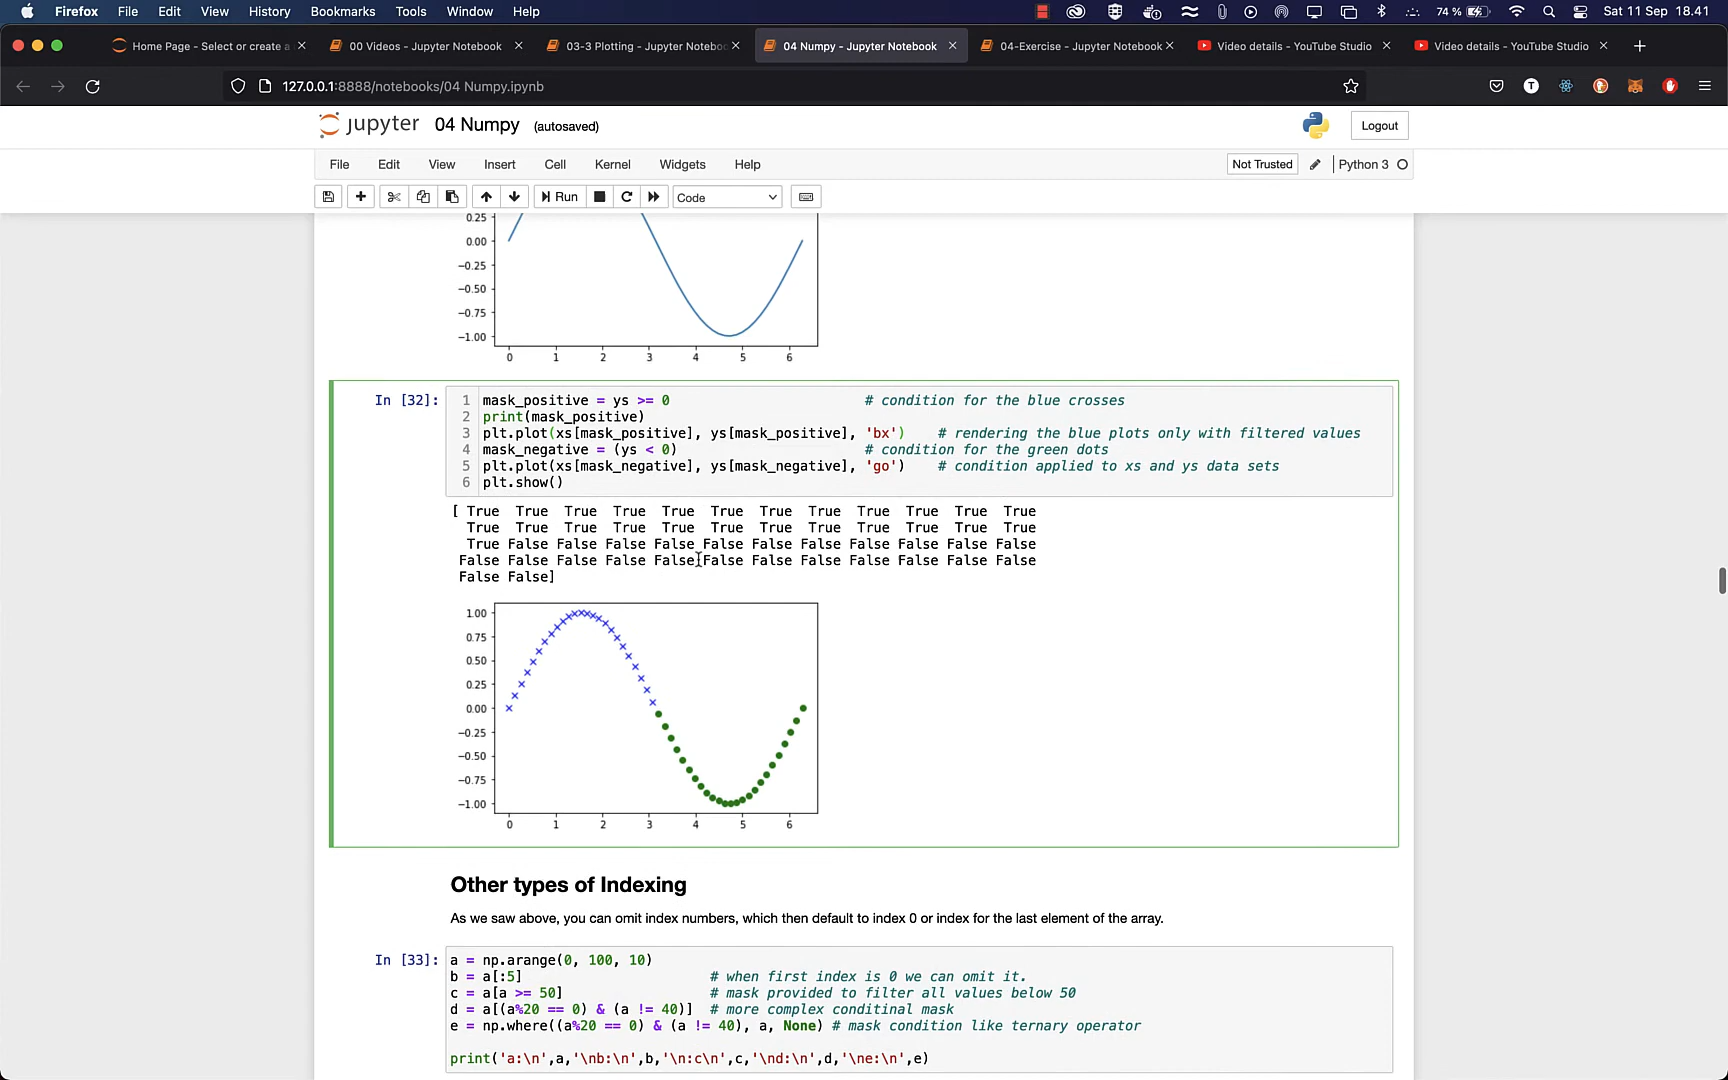 Firefox File Edit View History Bookmarks Tools Window Help 74 % Sat 11 Sep 18.41
Home Page - Select or create a 00 Videos - Jupyter Notebook 03-3 Plotting - Jupyter Notebook 04 Numpy - Jupyter Notebook 04-Exercise - Jupyter Notebook Video details - YouTube Studio Video details - YouTube Studio
127.0.0.1:8888/notebooks/04 Numpy.ipynb
jupyter 04 Numpy (autosaved) Logout
File Edit View Insert Cell Kernel Widgets Help Not Trusted Python 3
Run Code
0.25
0.00
−0.25
−0.50
−0.75
−1.00
0 1 2 3 4 5 6
In [32]: 1 mask_positive = ys >= 0 # condition for the blue crosses
2 print(mask_positive)
3 plt.plot(xs[mask_positive], ys[mask_positive], 'bx') # rendering the blue plots only with filtered values
4 mask_negative = (ys < 0) # condition for the green dots
5 plt.plot(xs[mask_negative], ys[mask_negative], 'go') # condition applied to xs and ys data sets
6 plt.show()
[ True True True True True True True True True True True True
True True True True True True True True True True True True
True False False False False False False False False False False False
False False False False False False False False False False False False
False False]
1.00
0.75
0.50
0.25
0.00
−0.25
−0.50
−0.75
−1.00
0 1 2 3 4 5 6
Other types of Indexing
As we saw above, you can omit index numbers, which then default to index 0 or index for the last element of the array.
In [33]: a = np.arange(0, 100, 10)
b = a[:5] # when first index is 0 we can omit it.
c = a[a >= 50] # mask provided to filter all values below 50
d = a[(a%20 == 0) & (a != 40)] # more complex conditinal mask
e = np.where((a%20 == 0) & (a != 40), a, None) # mask condition like ternary operator
print('a:\n',a,'\nb:\n',b,'\n:c\n',c,'\nd:\n',d,'\ne:\n',e)